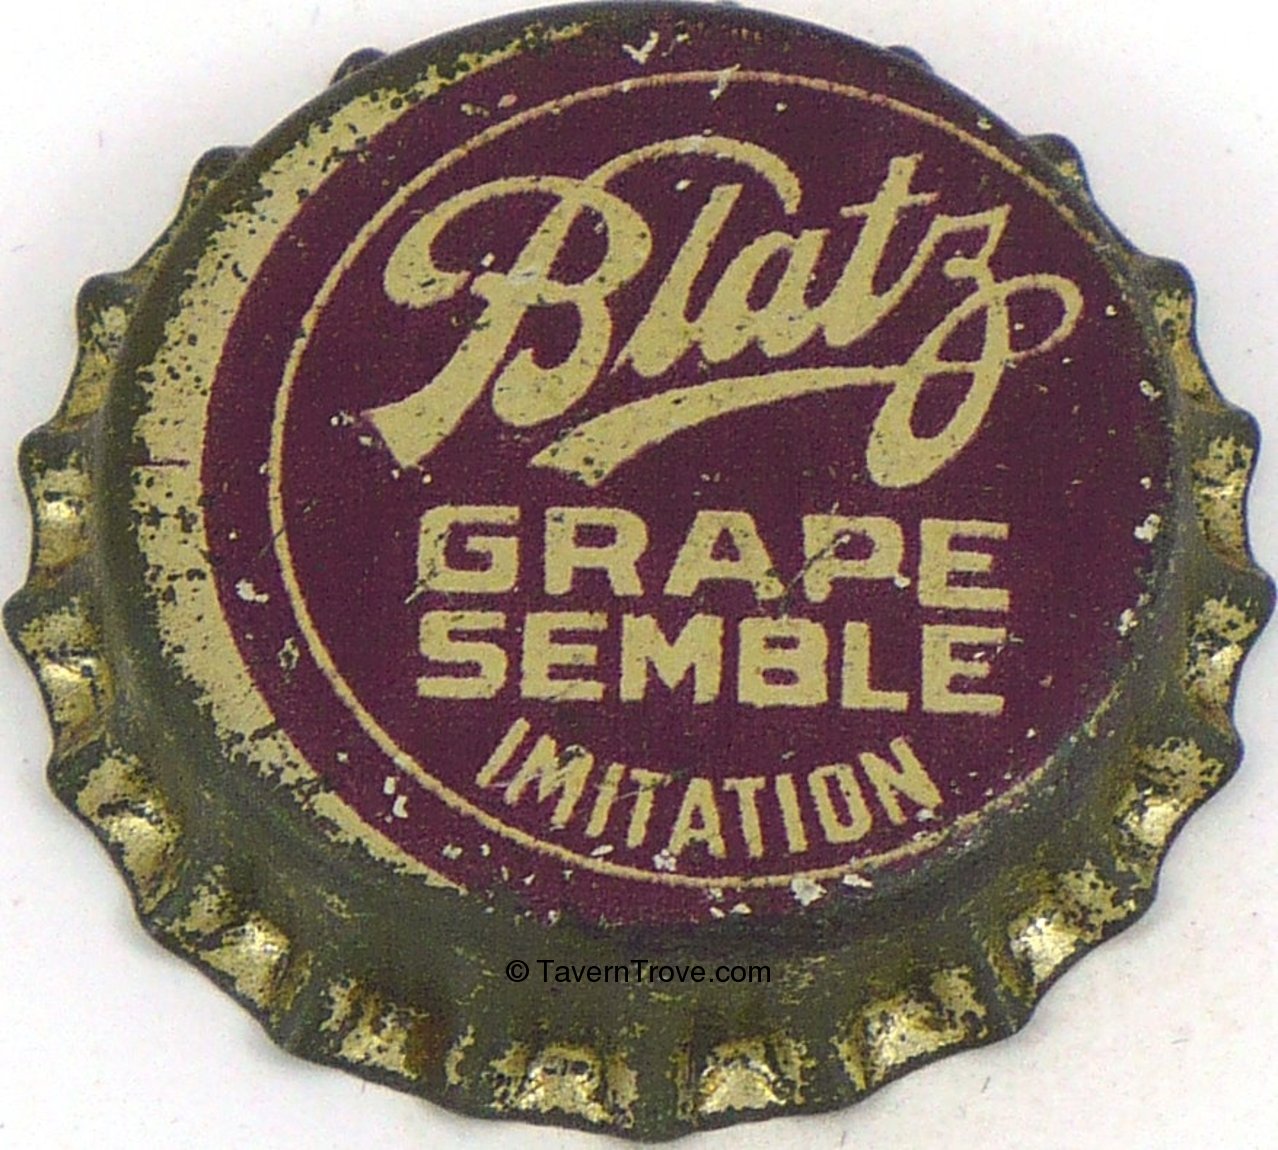 Blatz
GRAPE
SEMBLE
IMITATION
© TavernTrove.com